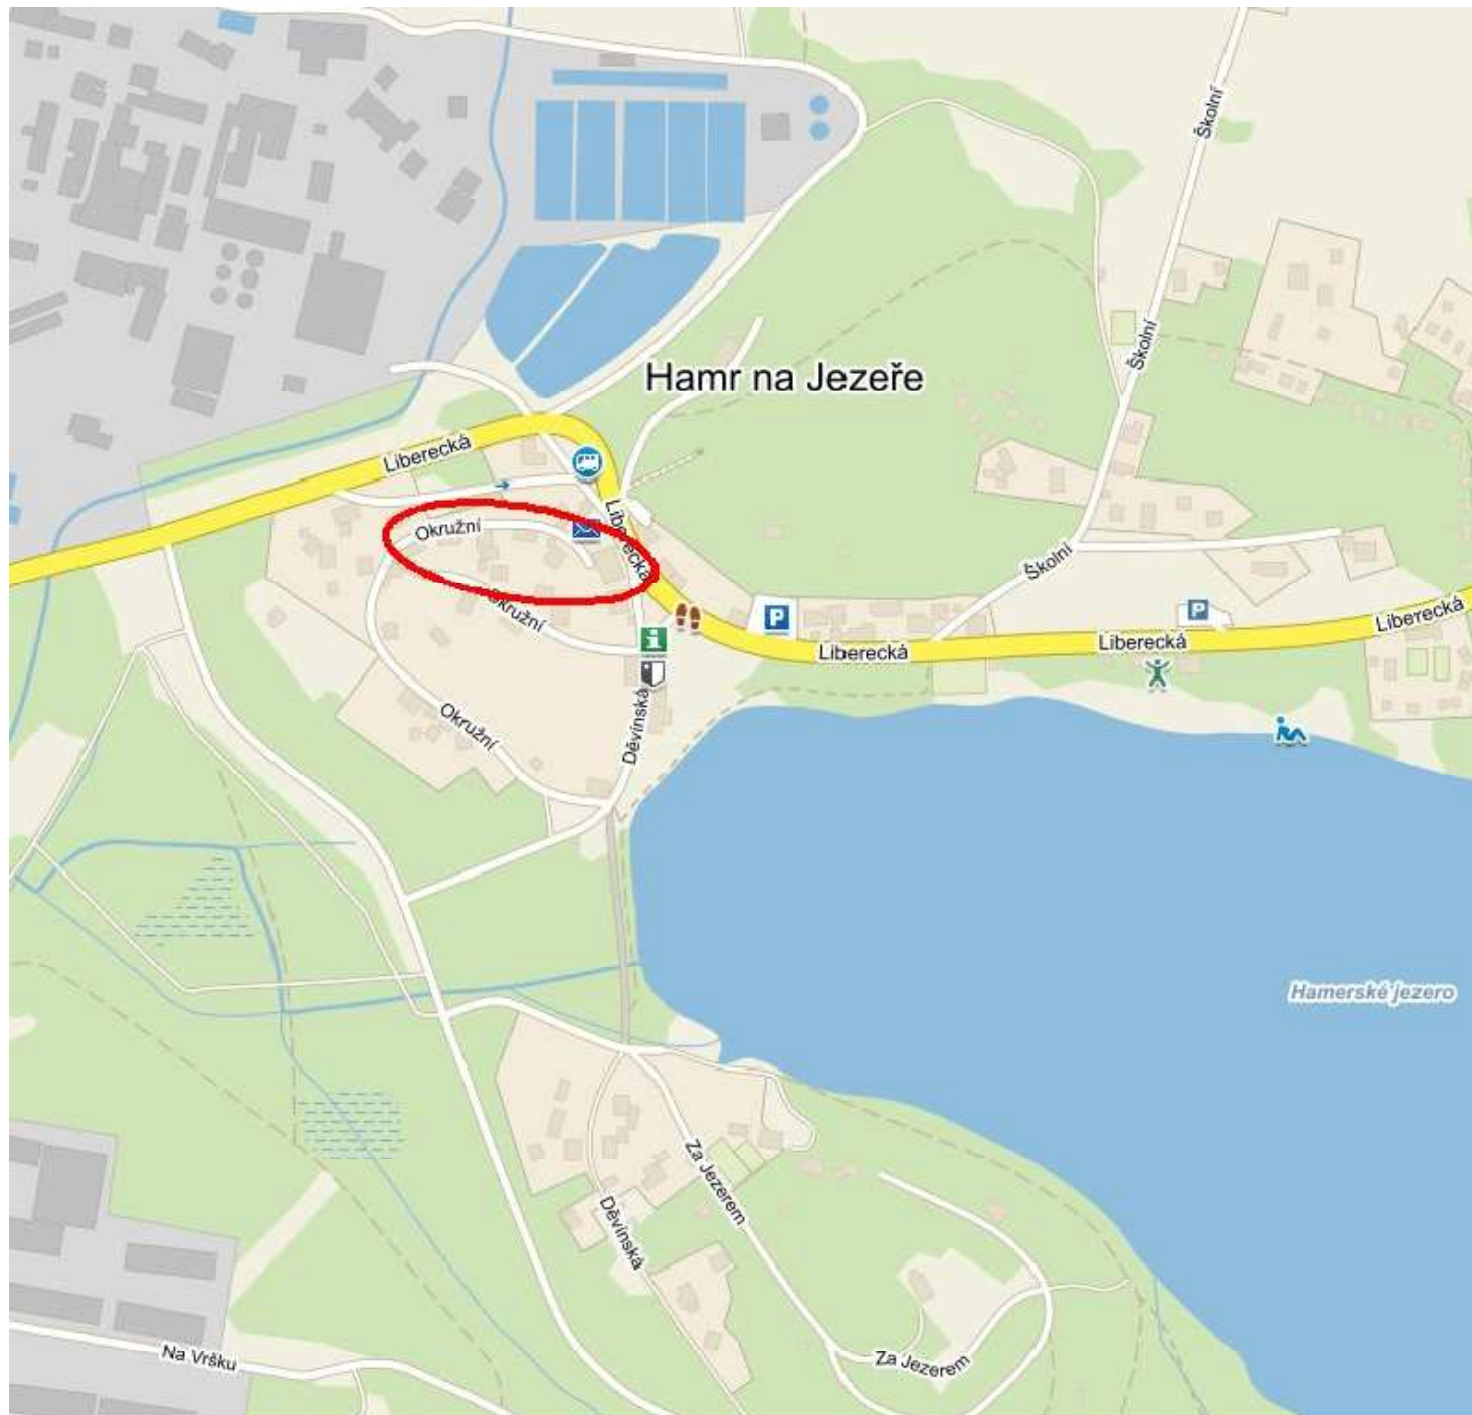 Školní
Školní
Hamr na Jezeře
Liberecká
Okružní
Liberecká
Školní
P
P
Okružní
i
Liberecká
Liberecká
Liberecká
Okružní
Děvínská
Hamerské jezero
Za Jezerem
Děvínská
Na Vršku
Za Jezerem